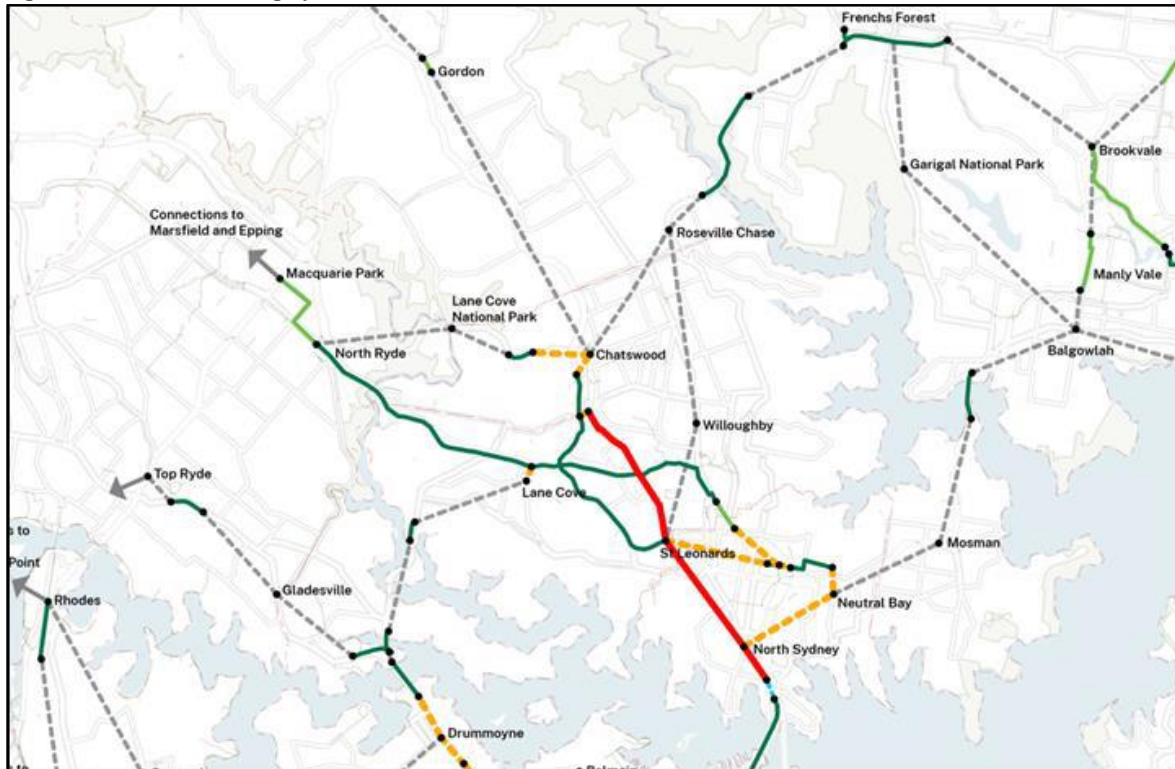 Frenchs Forest
Gordon
Brookvale
Garigal National Park
Connections to
Marsfield and Epping
Roseville Chase
Macquarie Park
Manly Vale
Lane Cove
National Park
North Ryde
Chatswood
Balgowlah
Willoughby
Top Ryde
Lane Cove
s to
St Leonards
Mosman
Point
Rhodes
Gladesville
Neutral Bay
North Sydney
Drummoyne